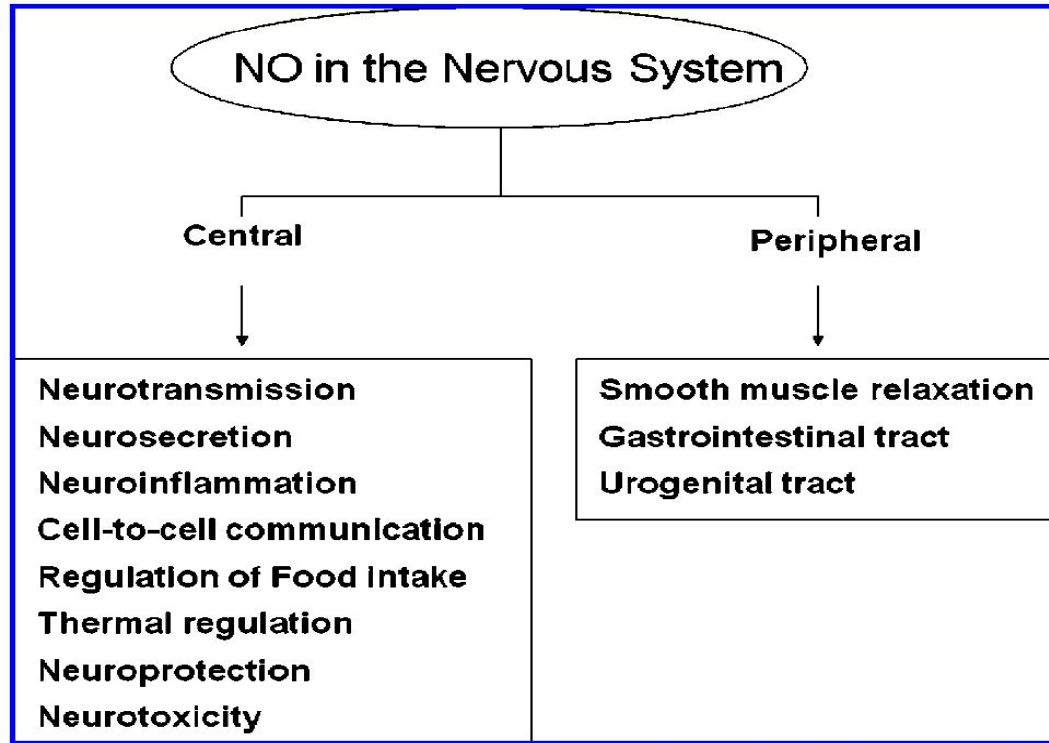 NO in the Nervous System
Central
Peripheral
Neurotransmission
Neurosecretion
Neuroinflammation
Cell-to-cell communication
Regulation of Food intake
Thermal regulation
Neuroprotection
Neurotoxicity
Smooth muscle relaxation
Gastrointestinal tract
Urogenital tract